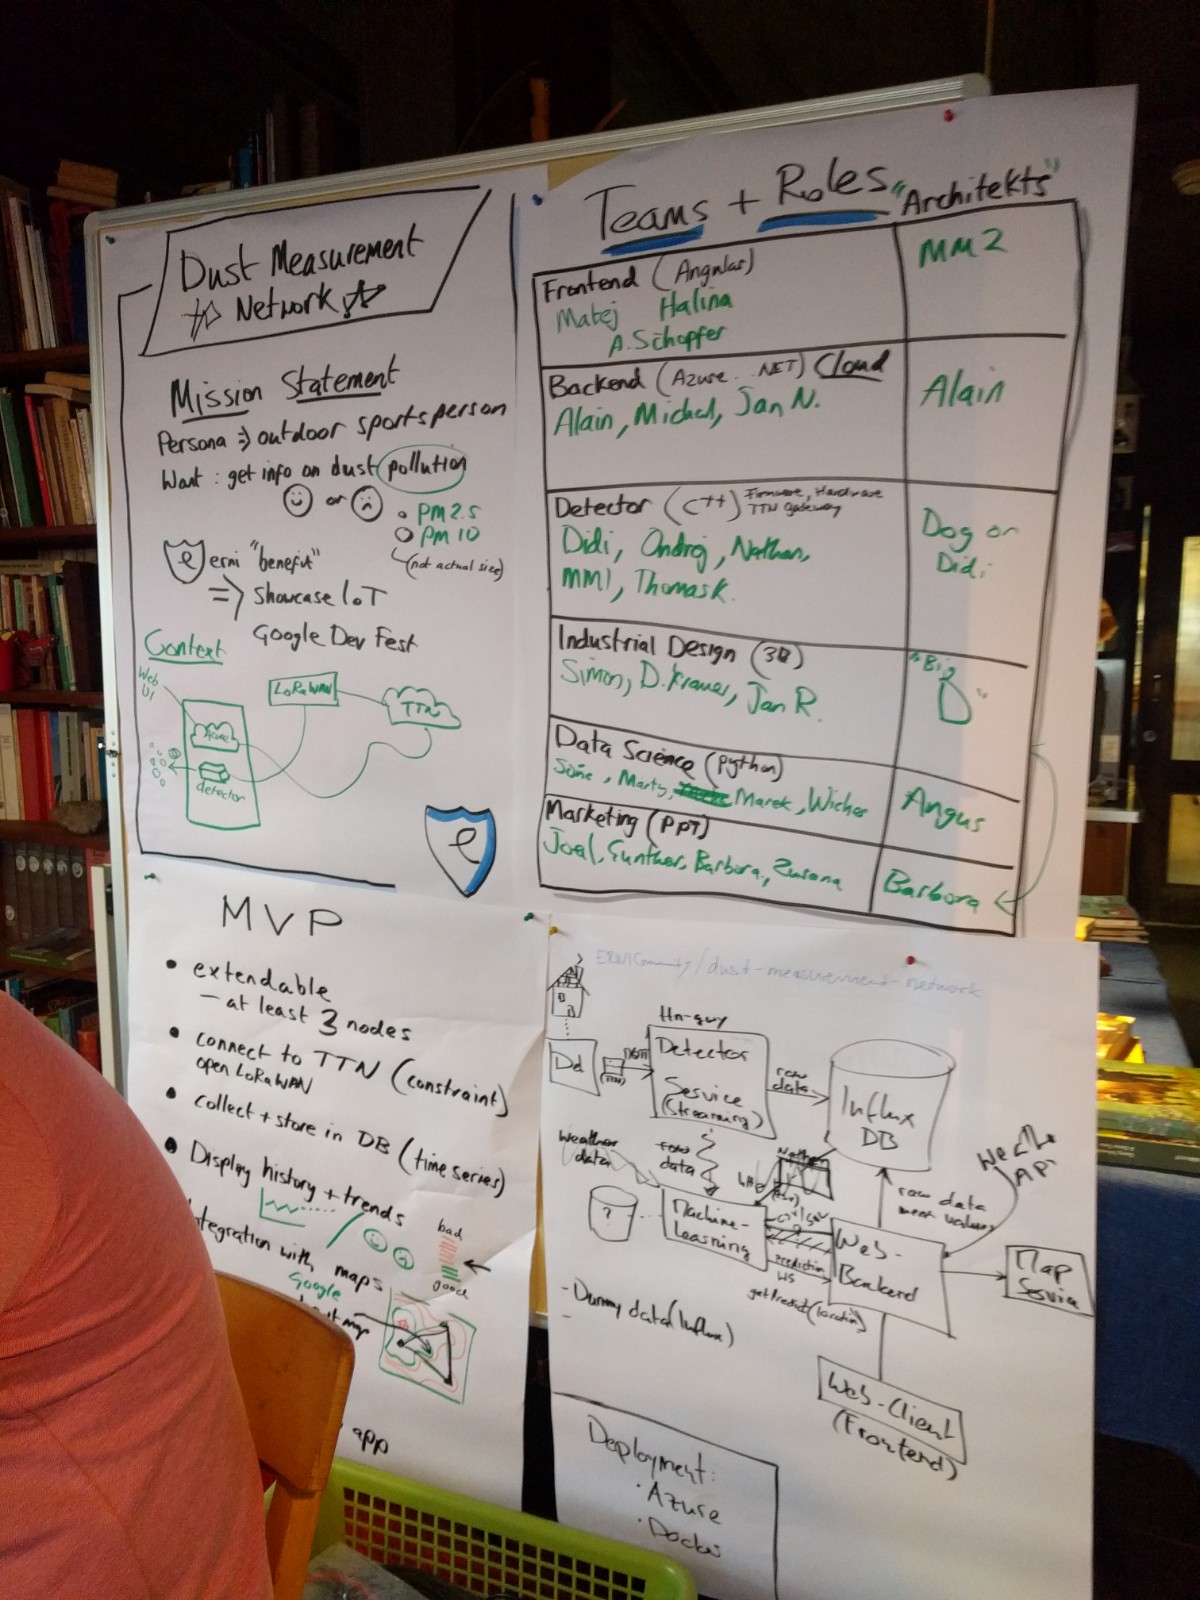 Dust Measurement
Network
Mission Statement
Persona => outdoor sportsperson
Want : get info on dust pollution
or
PM 2.5
PM 10
(not actual size)
e erni "benefit"
=> Showcase IoT
Google Dev Fest
Context
Web
UI
LoRaWAN
TTN
Azure
detector
e
Teams + Roles
"Architekts"
Frontend (Angular)
Matej Halina
A. Schopfer
MM2
Backend (Azure .. .NET) Cloud
Alain, Michal, Jan N.
Alain
Detector (C++) Firmware, Hardware
TTN gateway
Didi, Ondrej, Nathan,
MM1, Thomas K.
Dog or
Didi
Industrial Design (3D)
Simon, D. Kramer, Jan R.
"Big
D"
Data Science (python)
Marty, Marek, Wicher
Angus
Marketing (PPT)
Joel, Gunther, Barbora, Zuzana
Barbora
MVP
• extendable
- at least 3 nodes
• connect to TTN (constraint)
open LoRaWAN
• collect + store in DB (time series)
• Display history + trends
integration with maps
Google
bad
good
app
ERNICommunity/dust-measurement-network
Detector
Service
(Streaming)
(TTN)
raw
data
Influx
DB
Weather
data
raw
data
Nathan
Weather
API
raw data
mean values
?
Machine-
Learning
prediction
WS
getPredict(location)
Web-
Backend
Map
Service
- Dummy data (Influx)
-
Web-Client
(Frontend)
Deployment:
· Azure
· Docker